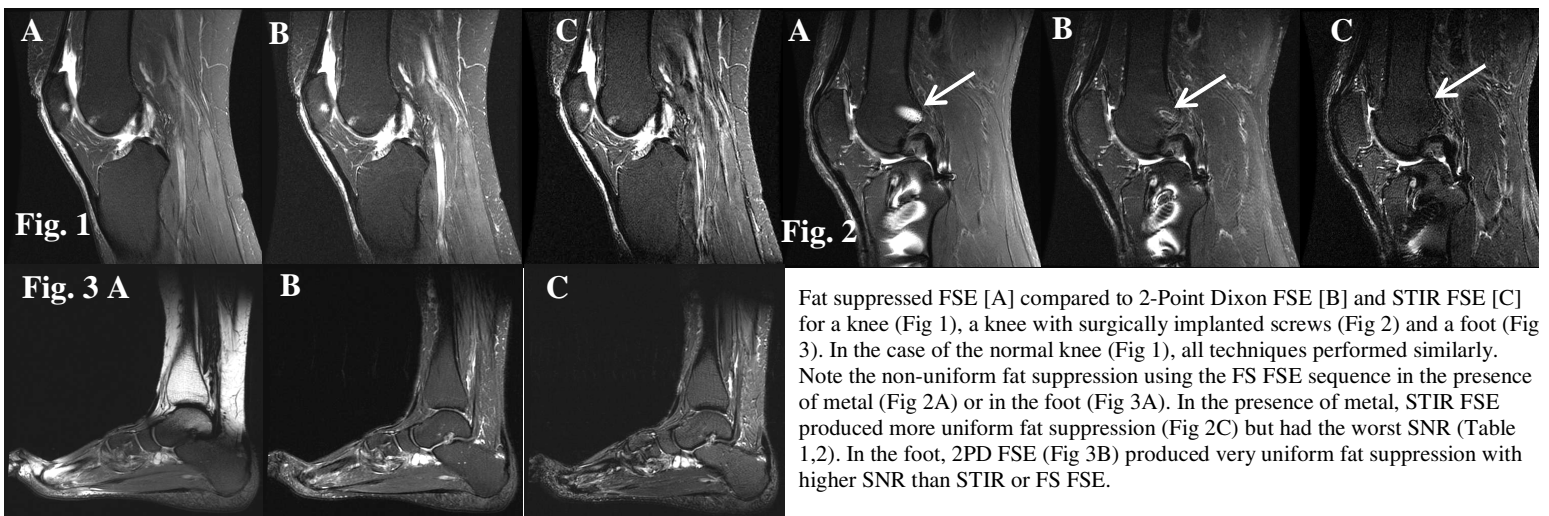 A B C A B C
Fig. 1 Fig. 2
Fig. 3 A B C
Fat suppressed FSE [A] compared to 2-Point Dixon FSE [B] and STIR FSE [C]
for a knee (Fig 1), a knee with surgically implanted screws (Fig 2) and a foot (Fig
3). In the case of the normal knee (Fig 1), all techniques performed similarly.
Note the non-uniform fat suppression using the FS FSE sequence in the presence
of metal (Fig 2A) or in the foot (Fig 3A). In the presence of metal, STIR FSE
produced more uniform fat suppression (Fig 2C) but had the worst SNR (Table
1,2). In the foot, 2PD FSE (Fig 3B) produced very uniform fat suppression with
higher SNR than STIR or FS FSE.